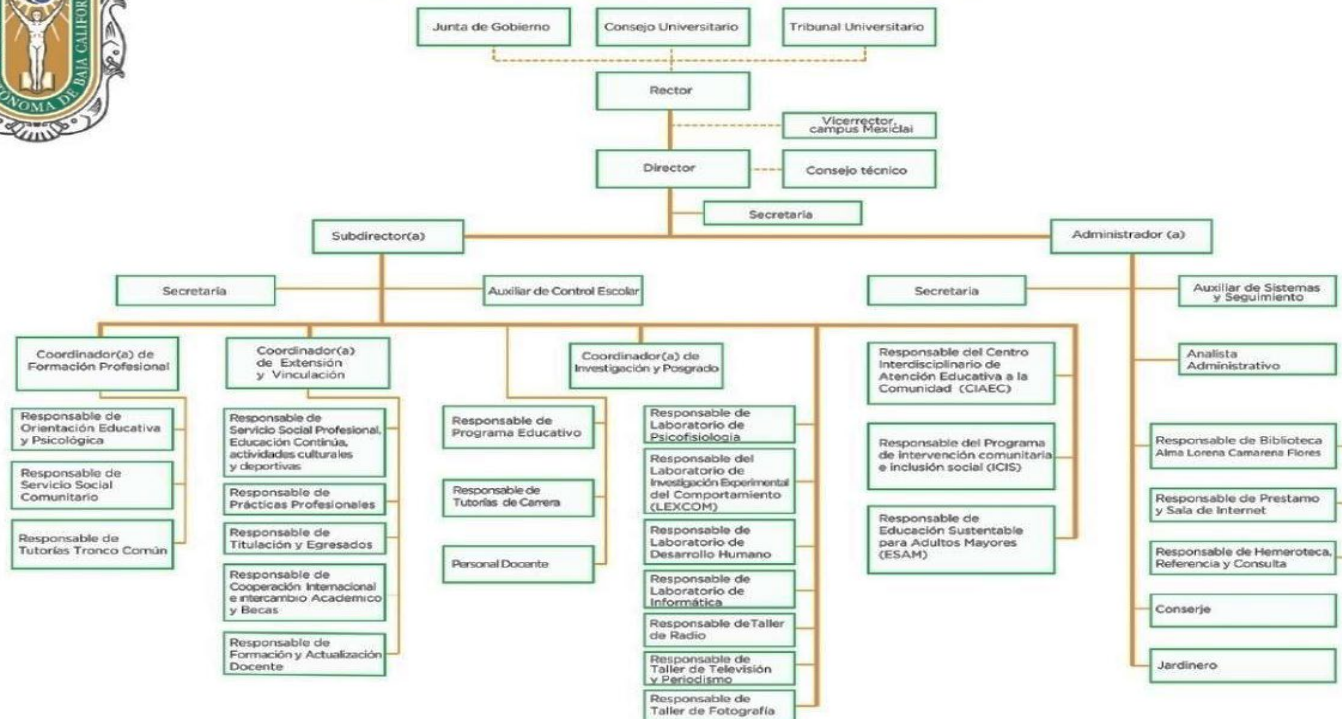 ÓNOMA DE BAJA CALIFOR
Junta de Gobierno
Consejo Universitario
Tribunal Universitario
Rector
Vicerrector,
campus Mexiclai
Director
Consejo técnico
Secretaria
Subdirector(a)
Administrador (a)
Secretaria
Auxiliar de Control Escolar
Secretaria
Auxiliar de Sistemas
y Seguimiento
Coordinador(a) de
Formación Profesional
Coordinador(a)
de Extensión
y Vinculación
Coordinador(a) de
Investigación y Posgrado
Responsable del Centro
Interdisciplinario de
Atención Educativa a la
Comunidad (CIAEC)
Analista
Administrativo
Responsable de
Orientación Educativa
y Psicológica
Responsable de
Servicio Social
Comunitario
Responsable de
Tutorías Tronco Común
Responsable de
Servicio Social Profesional,
Educación Continúa,
actividades culturales
y deportivas
Responsable de
Prácticas Profesionales
Responsable de
Titulación y Egresados
Responsable de
Cooperación Internacional
e intercambio Academico
y Becas
Responsable de
Formación y Actualización
Docente
Responsable de
Programa Educativo
Responsable de
Tutorías de Carrera
Personal Docente
Responsable de
Laboratorio de
Psicofisiología
Responsable del
Laboratorio de
Investigación Experimental
del Comportamiento
(LEXCOM)
Responsable de
Laboratorio de
Desarrollo Humano
Responsable de
Laboratorio de
Informática
Responsable deTaller
de Radio
Responsable de
Taller de Televisión
y Periodismo
Responsable de
Taller de Fotografía
Responsable del Programa
de intervención comunitaria
e inclusión social (ICIS)
Responsable de
Educación Sustentable
para Adultos Mayores
(ESAM)
Responsable de Biblioteca
Alma Lorena Camarena Flores
Responsable de Prestamo
y Sala de Internet
Responsable de Hemeroteca,
Referencia y Consulta
Conserje
Jardinero